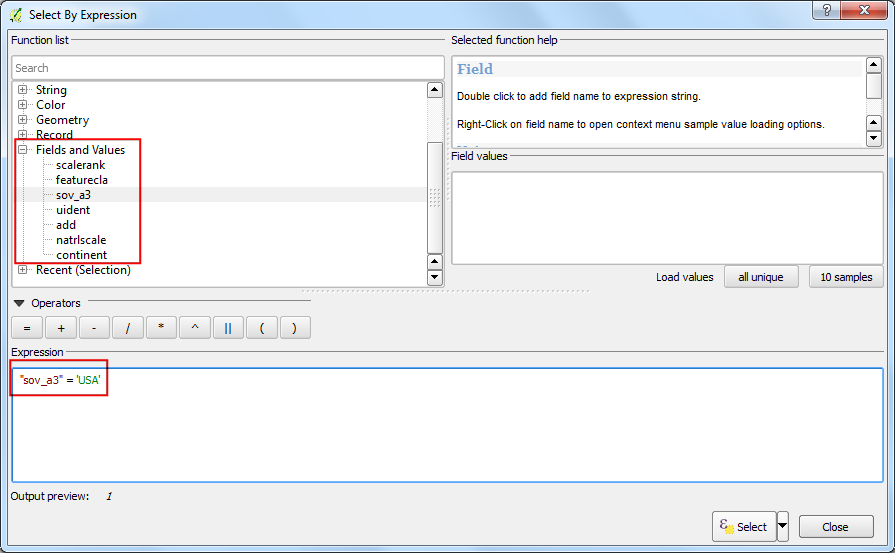 Select By Expression
?
Function list
Search
String
Color
Geometry
Record
Fields and Values
scalerank
featurecla
sov_a3
uident
add
natrlscale
continent
Recent (Selection)
Selected function help
Field
Double click to add field name to expression string.
Right-Click on field name to open context menu sample value loading options.
Field values
Load values all unique 10 samples
Operators
= + - / * ^ || ( )
Expression
"sov_a3" = 'USA'
Output preview: 1
ε Select Close